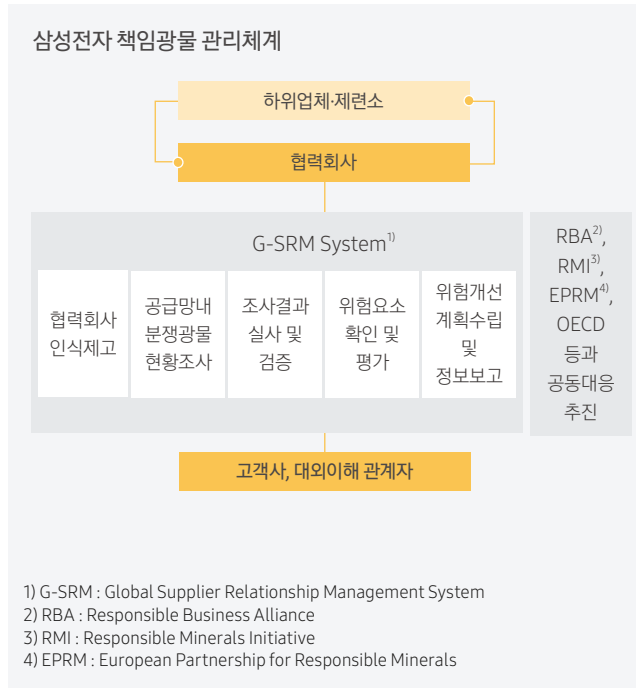 삼성전자 책임광물 관리체계
하위업체·제련소
협력회사
G-SRM System1)
협력회사
인식제고
공급망내
분쟁광물
현황조사
조사결과
실사 및
검증
위험요소
확인 및
평가
위험개선
계획수립
및
정보보고
RBA2),
RMI3),
EPRM4),
OECD
등과
공동대응
추진
고객사, 대외이해 관계자
1) G-SRM : Global Supplier Relationship Management System
2) RBA : Responsible Business Alliance
3) RMI : Responsible Minerals Initiative
4) EPRM : European Partnership for Responsible Minerals